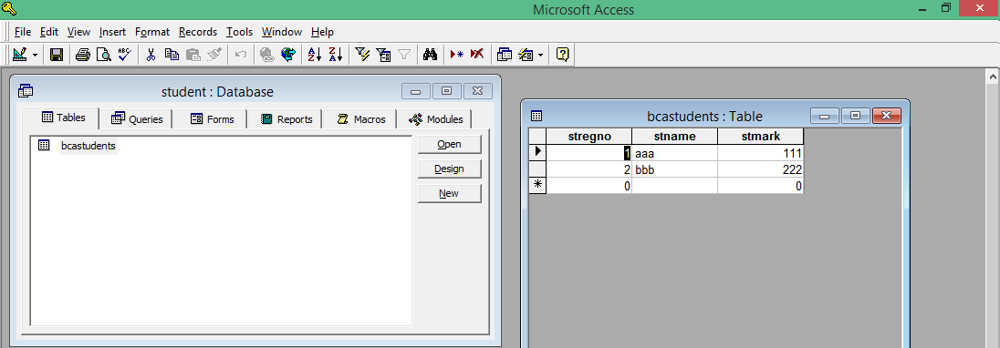 Microsoft Access
File Edit View Insert Format Records Tools Window Help
student : Database
Tables Queries Forms Reports Macros Modules
bcastudents
Open
Design
New
bcastudents : Table
stregno stname stmark
1 aaa 111
2 bbb 222
0 0